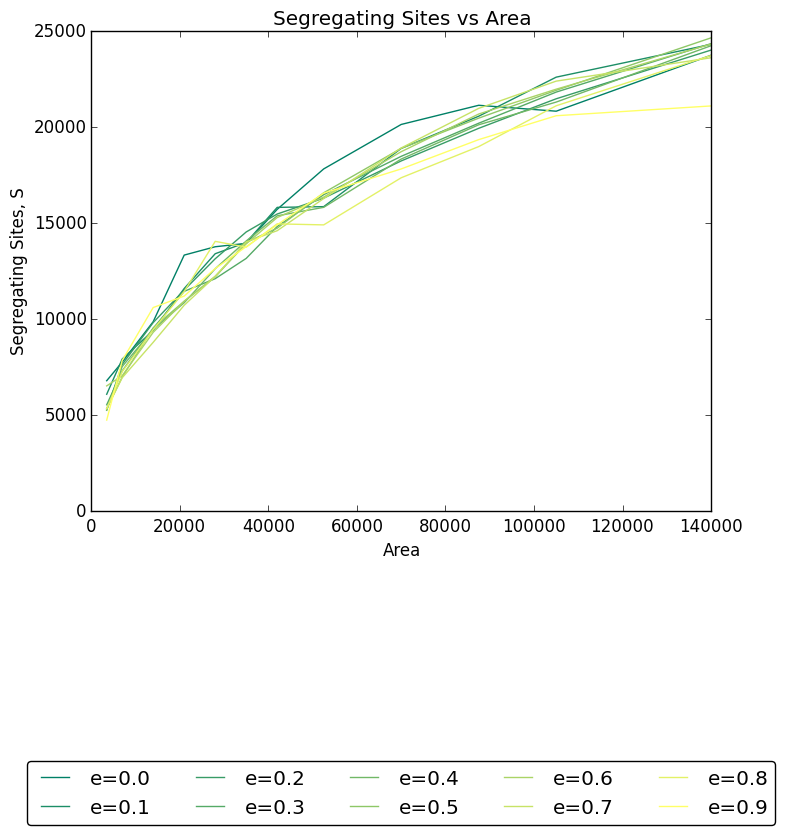 Segregating Sites vs Area
25000
20000
15000
10000
5000
0
Segregating Sites, S
0 20000 40000 60000 80000 100000 120000 140000
Area
e=0.0 e=0.2 e=0.4 e=0.6 e=0.8
e=0.1 e=0.3 e=0.5 e=0.7 e=0.9